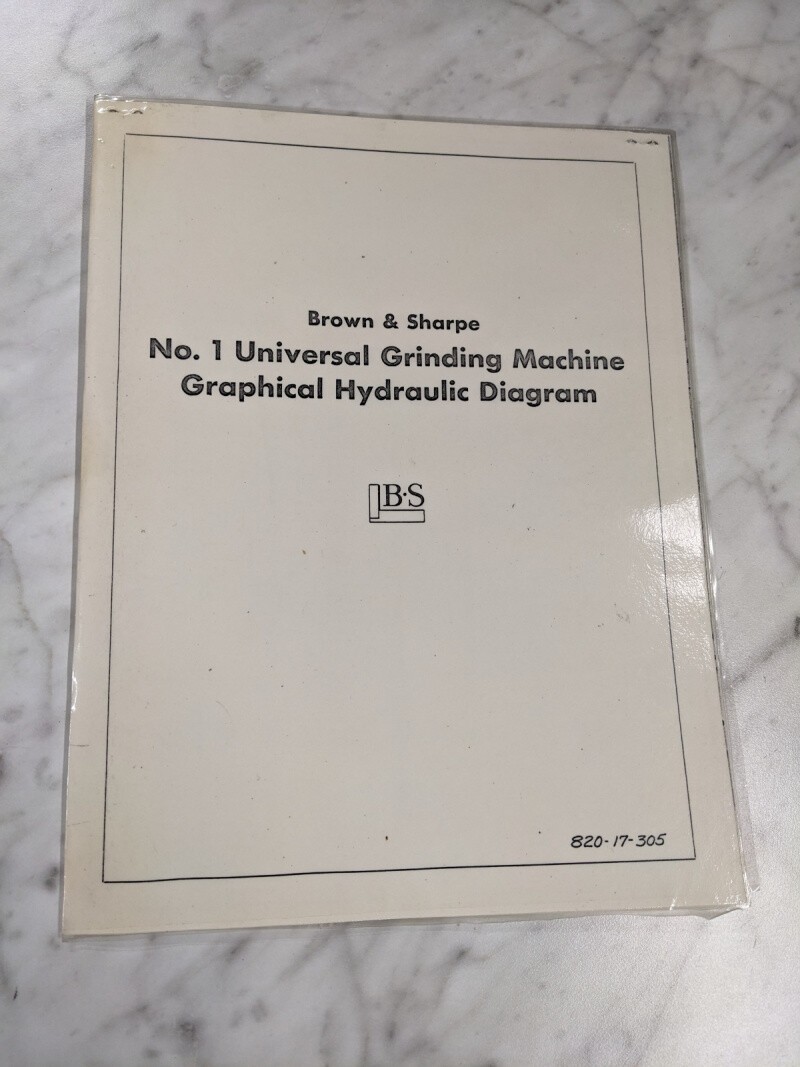 Brown & Sharpe
No. 1 Universal Grinding Machine
Graphical Hydraulic Diagram
B·S
820-17-305